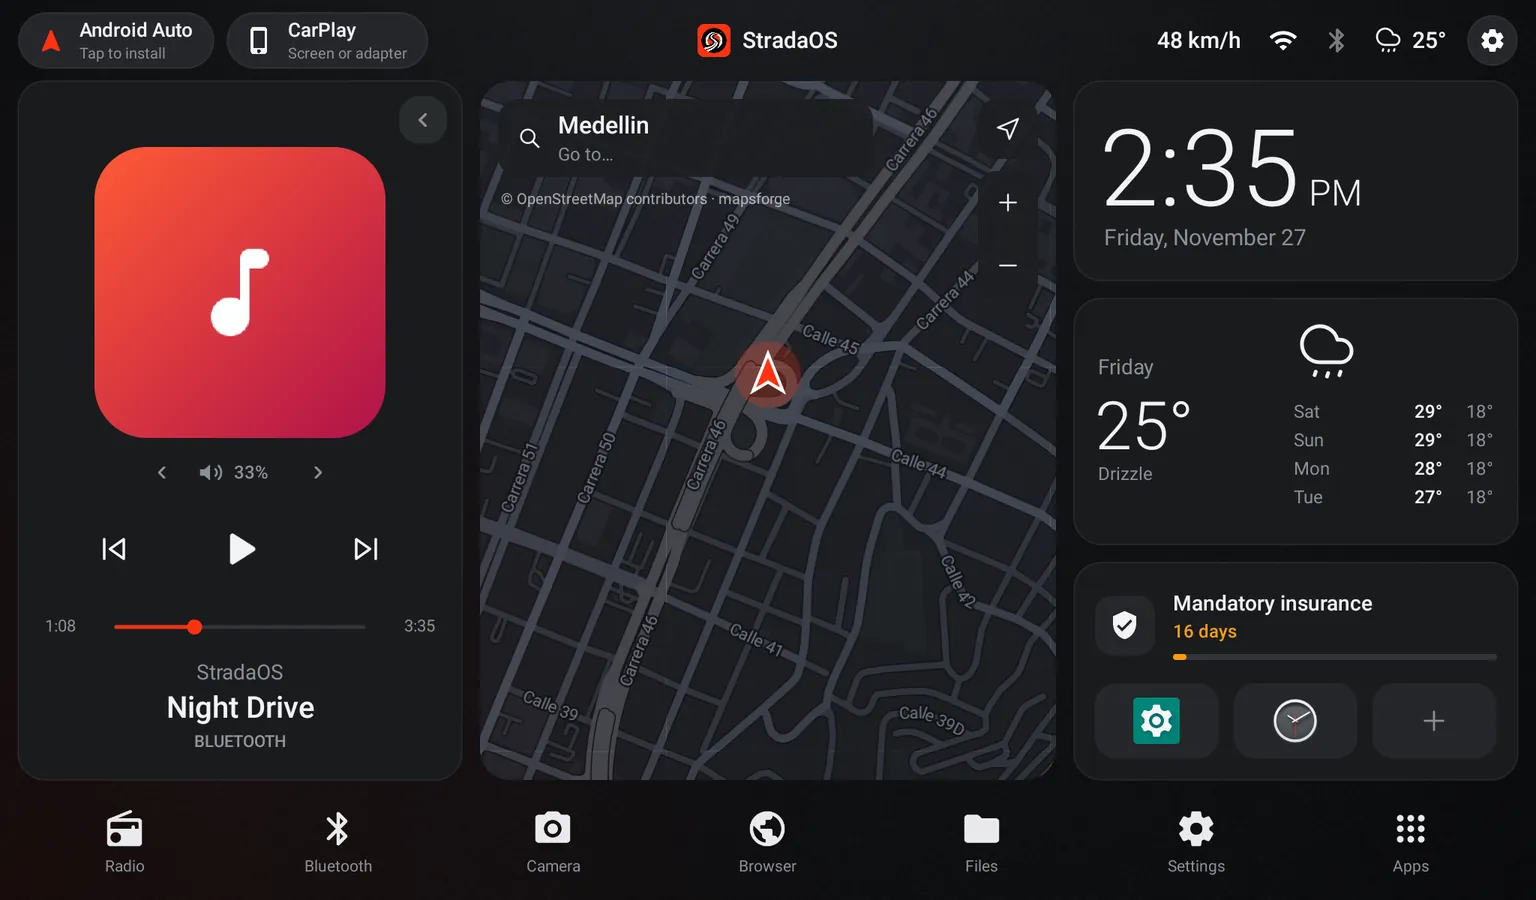 Android Auto
Tap to install
CarPlay
Screen or adapter
StradaOS
48 km/h
25°
Medellin
Go to...
© OpenStreetMap contributors · mapsforge
Carrera 46
Carrera 49
Carrera 44
Calle 45
Carrera 46
Carrera 50
Carrera 51
Calle 44
Calle 42
Carrera 46
Calle 41
Calle 39
Calle 39D
33%
1:08
3:35
StradaOS
Night Drive
BLUETOOTH
2:35 PM
Friday, November 27
Friday
25°
Drizzle
Sat 29° 18°
Sun 29° 18°
Mon 28° 18°
Tue 27° 18°
Mandatory insurance
16 days
Radio
Bluetooth
Camera
Browser
Files
Settings
Apps